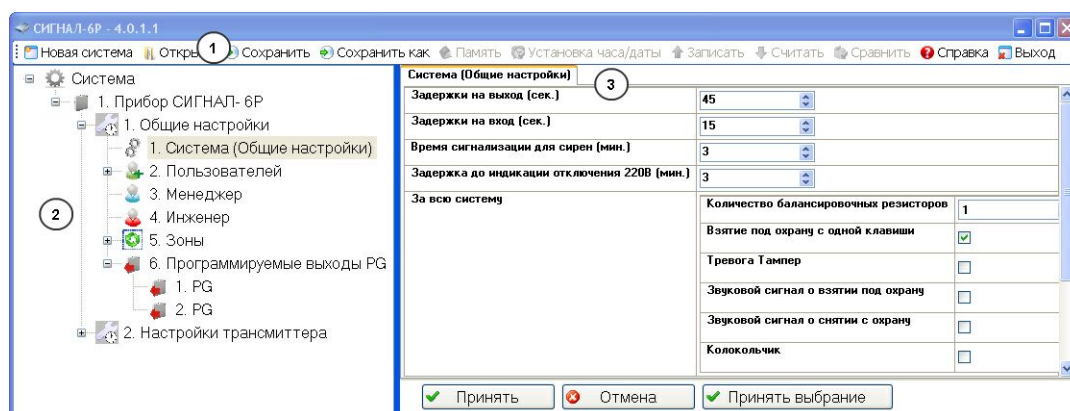 СИГНАЛ-6Р - 4.0.1.1
Новая система Откры 1 Сохранить Сохранить как Память Установка часа/даты Записать Считать Сравнить Справка Выход
Система
1. Прибор СИГНАЛ- 6Р
1. Общие настройки
1. Система (Общие настройки)
2. Пользователей
3. Менеджер
4. Инженер
5. Зоны
6. Программируемые выходы PG
1. PG
2. PG
2. Настройки трансмиттера
2
Система (Общие настройки)
3
Задержки на выход (сек.) 45
Задержки на вход (сек.) 15
Время сигнализации для сирен (мин.) 3
Задержка до индикации отключения 220В (мин.) 3
За всю систему
Количество балансировочных резисторов 1
Взятие под охрану с одной клавиши
Тревога Тампер
Звуковой сигнал о взятии под охрану
Звуковой сигнал о снятии с охрану
Колокольчик
Принять Отмена Принять выбрание